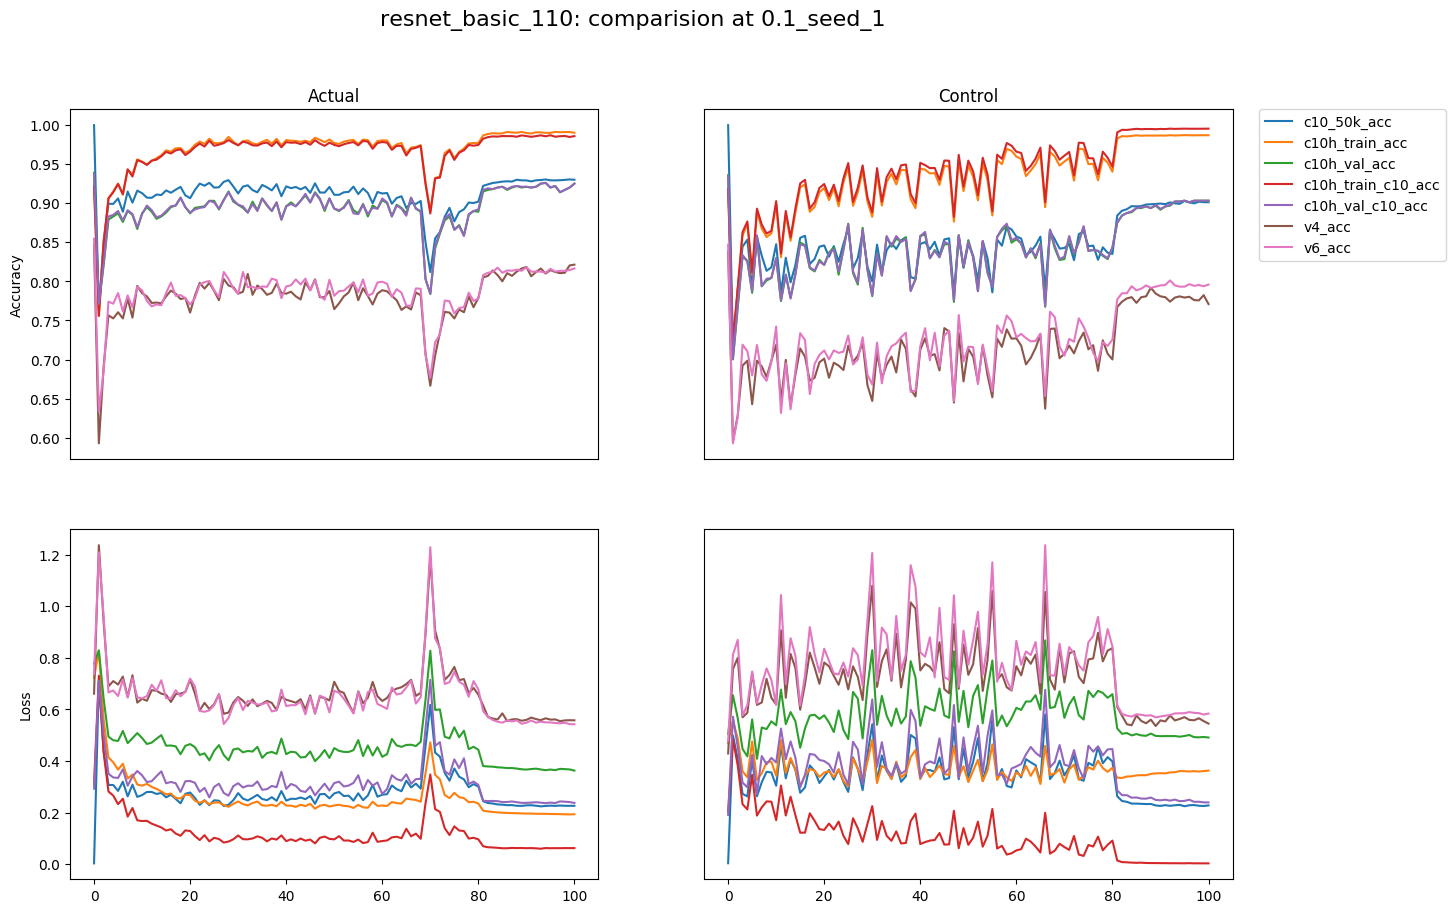 resnet_basic_110: comparision at 0.1_seed_1
Actual
Control
Accuracy
1.00
0.95
0.90
0.85
0.80
0.75
0.70
0.65
0.60
c10_50k_acc
c10h_train_acc
c10h_val_acc
c10h_train_c10_acc
c10h_val_c10_acc
v4_acc
v6_acc
Loss
1.2
1.0
0.8
0.6
0.4
0.2
0.0
0 20 40 60 80 100
0 20 40 60 80 100